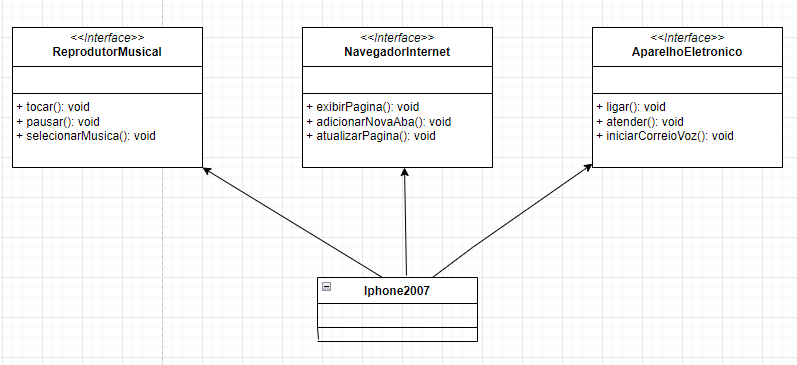 <<Interface>>
ReprodutorMusical
+ tocar(): void
+ pausar(): void
+ selecionarMusica(): void
<<Interface>>
NavegadorInternet
+ exibirPagina(): void
+ adicionarNovaAba(): void
+ atualizarPagina(): void
<<Interface>>
AparelhoEletronico
+ ligar(): void
+ atender(): void
+ iniciarCorreioVoz(): void
Iphone2007